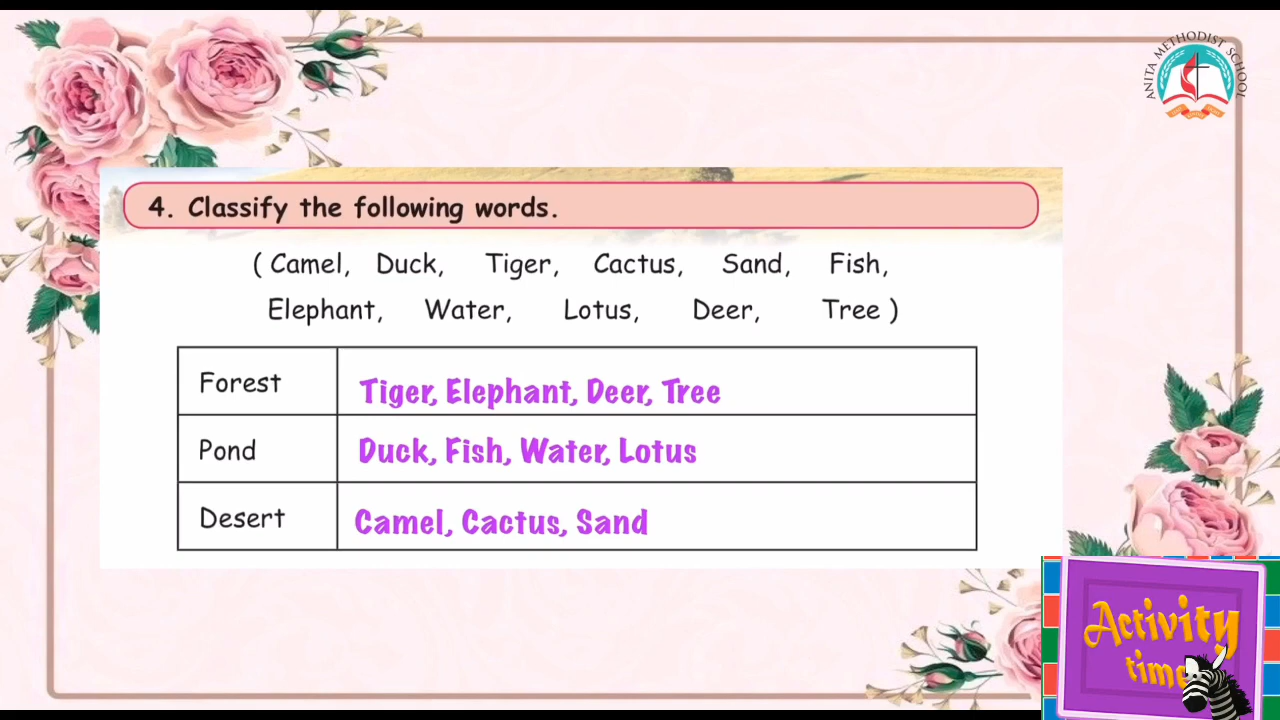 ANITA METHODIST SCHOOL
4. Classify the following words.
( Camel, Duck, Tiger, Cactus, Sand, Fish,
Elephant, Water, Lotus, Deer, Tree )
Forest Tiger, Elephant, Deer, Tree
Pond Duck, Fish, Water, Lotus
Desert Camel, Cactus, Sand
Activity
time